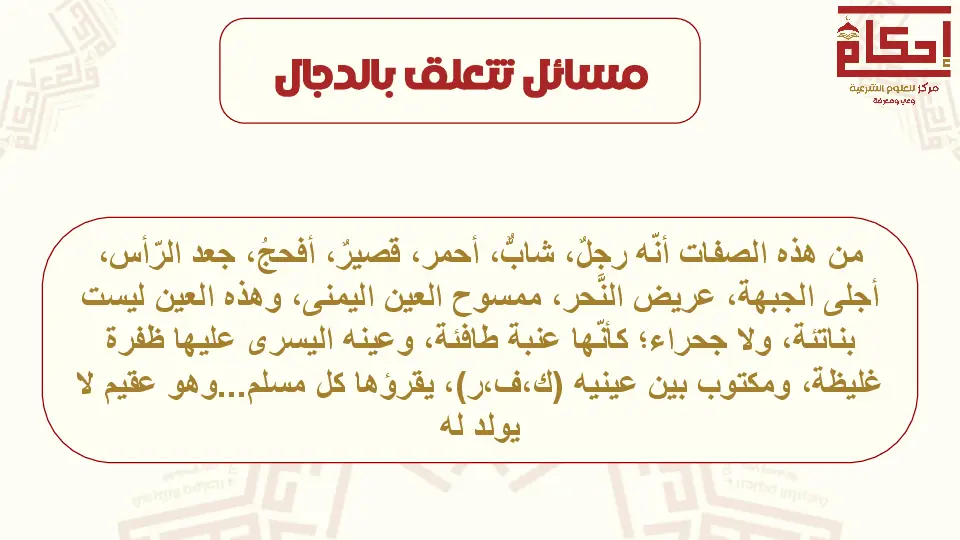 إحكام
مركز للعلوم الشرعية
وعي ومعرفة
مسائل تتعلق بالدجال
من هذه الصفات أنّه رجلٌ، شابٌّ، أحمر، قصيرٌ، أفحجُ، جعد الرّأس،
أجلى الجبهة، عريض النَّحر، ممسوح العين اليمنى، وهذه العين ليست
بناتئة، ولا جحراء؛ كأنّها عنبة طافئة، وعينه اليسرى عليها ظفرة
غليظة، ومكتوب بين عينيه (ك،ف،ر)، يقرؤها كل مسلم...وهو عقيم لا
يولد له